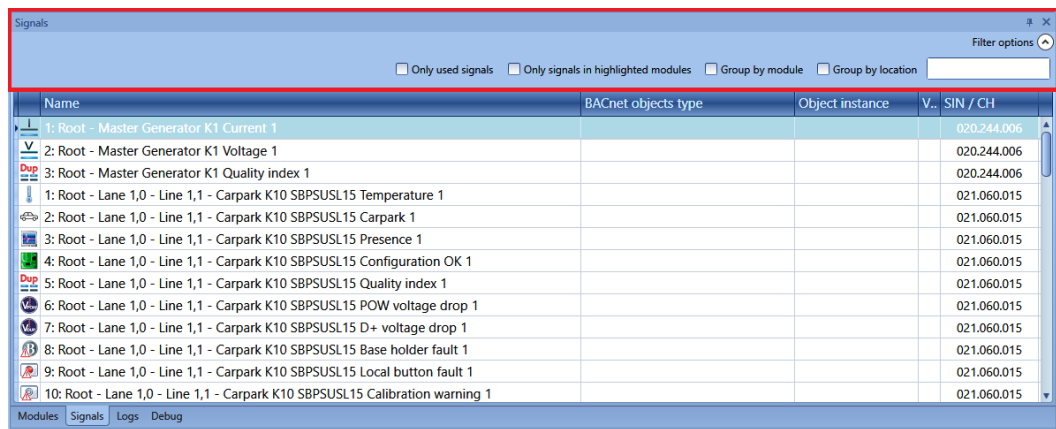 Signals
Filter options
Only used signals Only signals in highlighted modules Group by module Group by location
Name BACnet objects type Object instance V.. SIN / CH
1: Root - Master Generator K1 Current 1 020.244.006
2: Root - Master Generator K1 Voltage 1 020.244.006
Dup 3: Root - Master Generator K1 Quality index 1 020.244.006
1: Root - Lane 1,0 - Line 1,1 - Carpark K10 SBPSUSL15 Temperature 1 021.060.015
2: Root - Lane 1,0 - Line 1,1 - Carpark K10 SBPSUSL15 Carpark 1 021.060.015
3: Root - Lane 1,0 - Line 1,1 - Carpark K10 SBPSUSL15 Presence 1 021.060.015
4: Root - Lane 1,0 - Line 1,1 - Carpark K10 SBPSUSL15 Configuration OK 1 021.060.015
Dup 5: Root - Lane 1,0 - Line 1,1 - Carpark K10 SBPSUSL15 Quality index 1 021.060.015
6: Root - Lane 1,0 - Line 1,1 - Carpark K10 SBPSUSL15 POW voltage drop 1 021.060.015
7: Root - Lane 1,0 - Line 1,1 - Carpark K10 SBPSUSL15 D+ voltage drop 1 021.060.015
8: Root - Lane 1,0 - Line 1,1 - Carpark K10 SBPSUSL15 Base holder fault 1 021.060.015
9: Root - Lane 1,0 - Line 1,1 - Carpark K10 SBPSUSL15 Local button fault 1 021.060.015
10: Root - Lane 1,0 - Line 1,1 - Carpark K10 SBPSUSL15 Calibration warning 1 021.060.015
Modules Signals Logs Debug